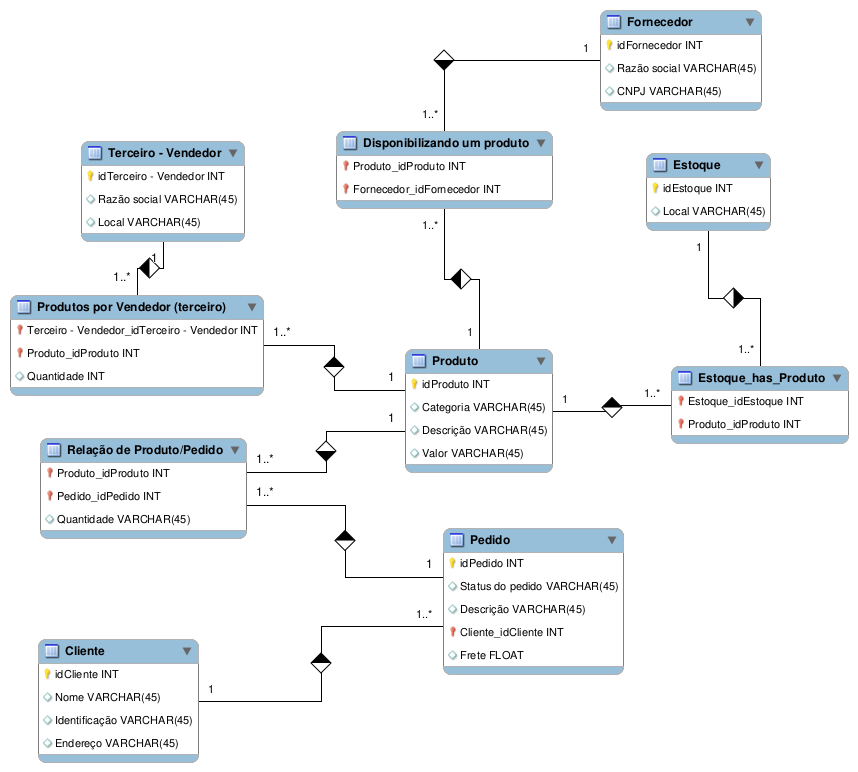 Fornecedor
idFornecedor INT
Razão social VARCHAR(45)
CNPJ VARCHAR(45)
1
1..*
Disponibilizando um produto
Produto_idProduto INT
Fornecedor_idFornecedor INT
1..*
1
Terceiro - Vendedor
idTerceiro - Vendedor INT
Razão social VARCHAR(45)
Local VARCHAR(45)
1
1..*
Estoque
idEstoque INT
Local VARCHAR(45)
1
1..*
Produtos por Vendedor (terceiro)
Terceiro - Vendedor_idTerceiro - Vendedor INT
Produto_idProduto INT
Quantidade INT
1..*
1
Produto
idProduto INT
Categoria VARCHAR(45)
Descrição VARCHAR(45)
Valor VARCHAR(45)
1
1..*
Estoque_has_Produto
Estoque_idEstoque INT
Produto_idProduto INT
1
1..*
Relação de Produto/Pedido
Produto_idProduto INT
Pedido_idPedido INT
Quantidade VARCHAR(45)
1..*
1
Pedido
idPedido INT
Status do pedido VARCHAR(45)
Descrição VARCHAR(45)
Cliente_idCliente INT
Frete FLOAT
1..*
1
Cliente
idCliente INT
Nome VARCHAR(45)
Identificação VARCHAR(45)
Endereço VARCHAR(45)